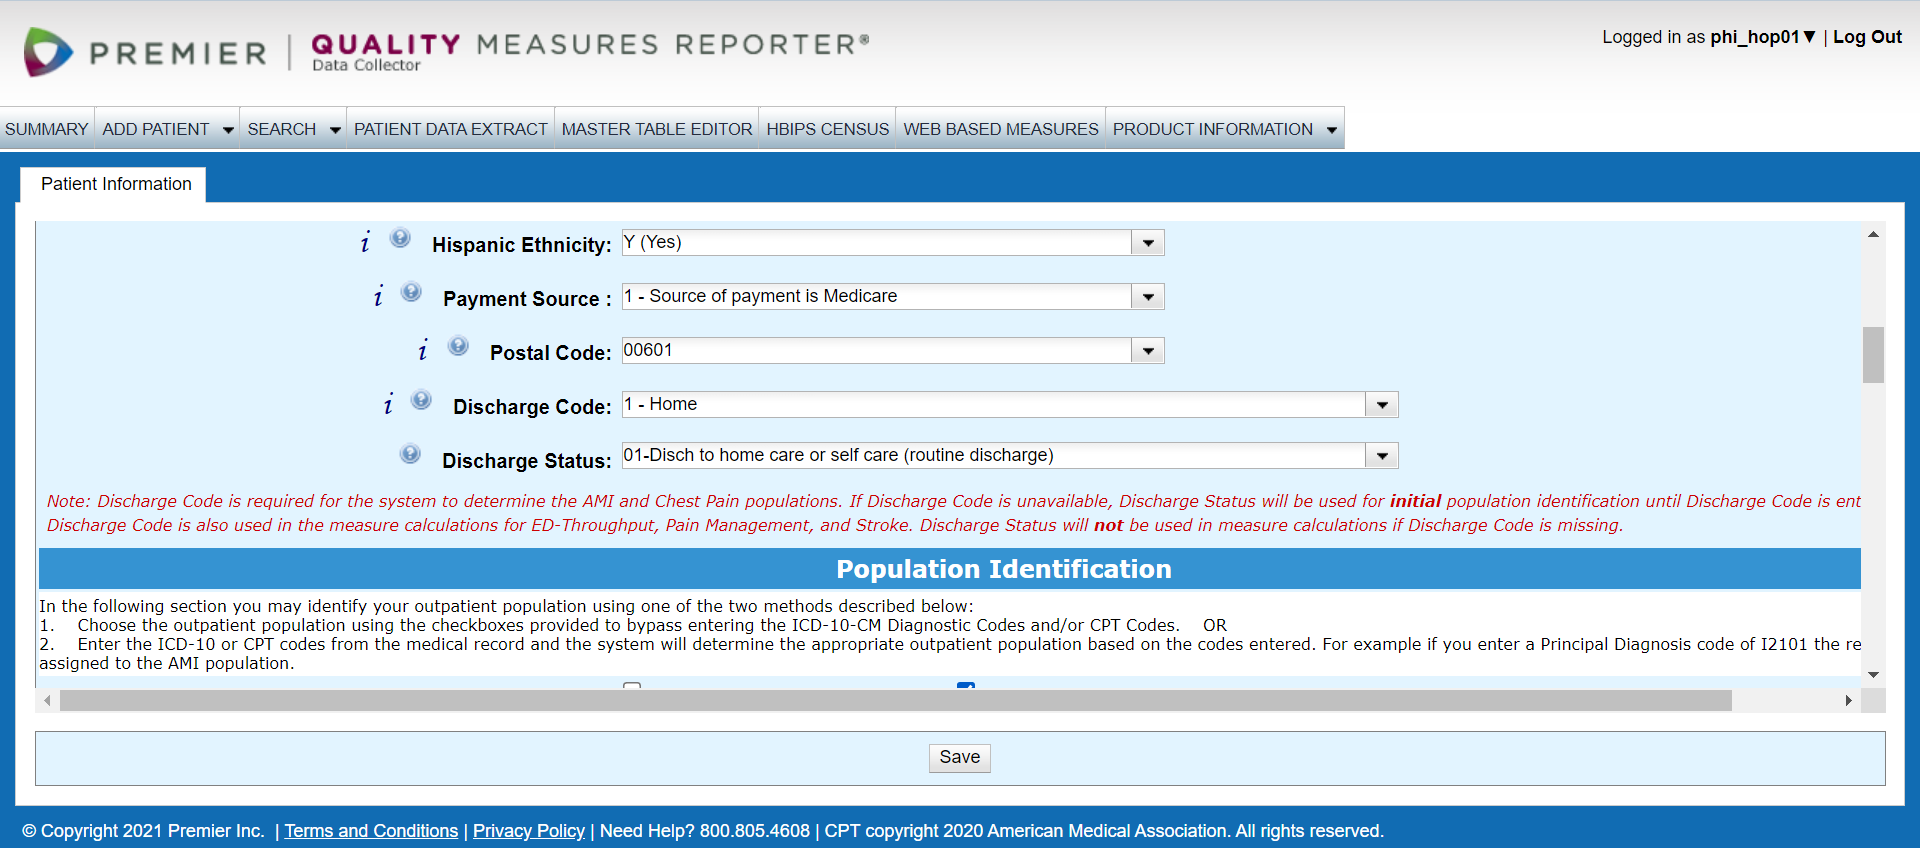 PREMIER | QUALITY MEASURES REPORTER®
Data Collector
Logged in as phi_hop01▼ | Log Out
SUMMARY ADD PATIENT SEARCH PATIENT DATA EXTRACT MASTER TABLE EDITOR HBIPS CENSUS WEB BASED MEASURES PRODUCT INFORMATION
Patient Information
i ? Hispanic Ethnicity: Y (Yes)
i ? Payment Source : 1 - Source of payment is Medicare
i ? Postal Code: 00601
i ? Discharge Code: 1 - Home
? Discharge Status: 01-Disch to home care or self care (routine discharge)
Note: Discharge Code is required for the system to determine the AMI and Chest Pain populations. If Discharge Code is unavailable, Discharge Status will be used for initial population identification until Discharge Code is ent
Discharge Code is also used in the measure calculations for ED-Throughput, Pain Management, and Stroke. Discharge Status will not be used in measure calculations if Discharge Code is missing.
Population Identification
In the following section you may identify your outpatient population using one of the two methods described below:
1. Choose the outpatient population using the checkboxes provided to bypass entering the ICD-10-CM Diagnostic Codes and/or CPT Codes. OR
2. Enter the ICD-10 or CPT codes from the medical record and the system will determine the appropriate outpatient population based on the codes entered. For example if you enter a Principal Diagnosis code of I2101 the re
assigned to the AMI population.
Save
© Copyright 2021 Premier Inc. | Terms and Conditions | Privacy Policy | Need Help? 800.805.4608 | CPT copyright 2020 American Medical Association. All rights reserved.